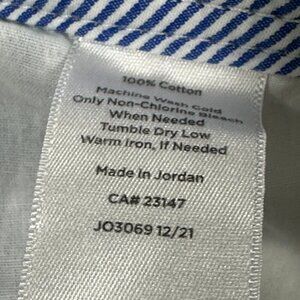 100% Cotton
Machine Wash Cold
Only Non-Chlorine Bleach
When Needed
Tumble Dry Low
Warm iron, If Needed
Made in Jordan
CA# 23147
JO3069 12/21